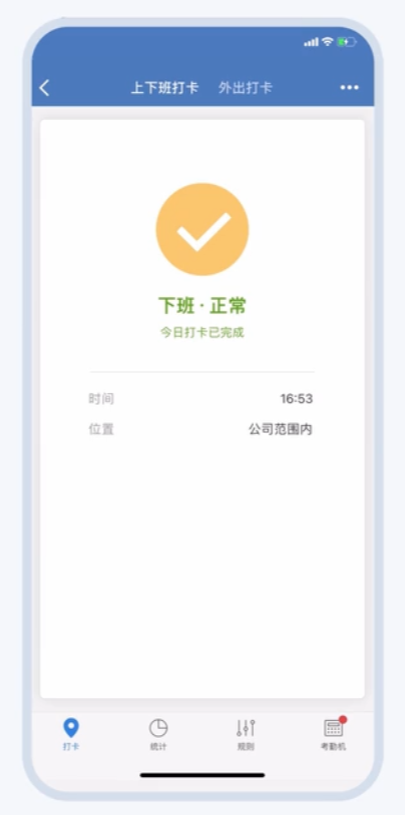 上下班打卡 外出打卡
下班·正常
今日打卡已完成
时间 16:53
位置 公司范围内
打卡 统计 规则 考勤机